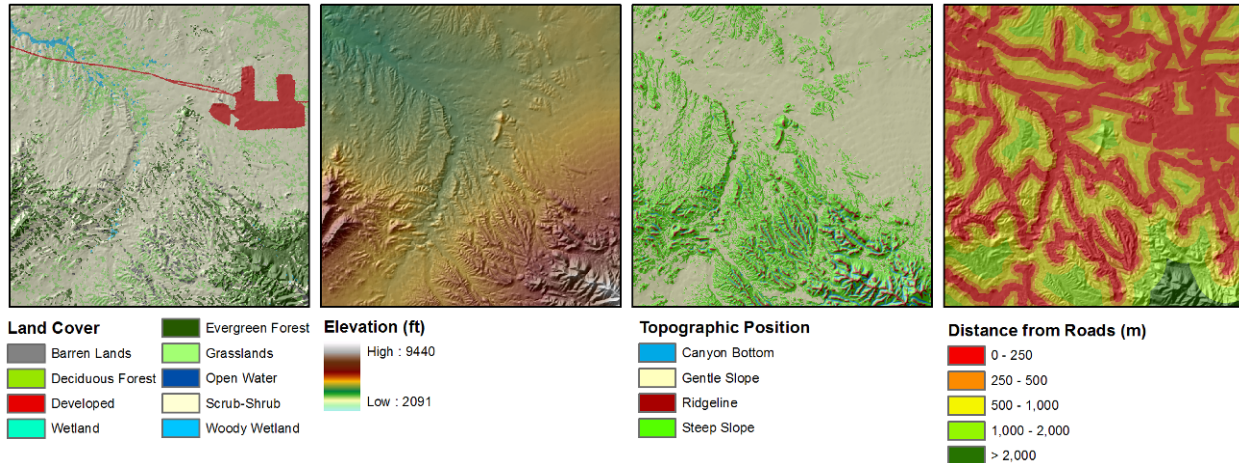 Land Cover
Barren Lands
Deciduous Forest
Developed
Wetland
Evergreen Forest
Grasslands
Open Water
Scrub-Shrub
Woody Wetland
Elevation (ft)
High : 9440
Low : 2091
Topographic Position
Canyon Bottom
Gentle Slope
Ridgeline
Steep Slope
Distance from Roads (m)
0 - 250
250 - 500
500 - 1,000
1,000 - 2,000
> 2,000